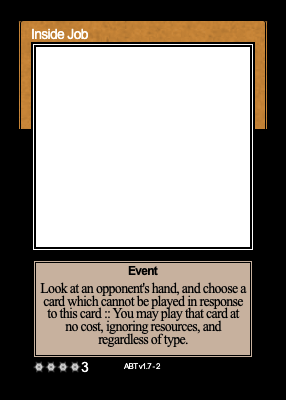 Inside Job
Event
Look at an opponent's hand, and choose a
card which cannot be played in response
to this card :: You may play that card at
no cost, ignoring resources, and
regardless of type.
3
ABT v1.7 - 2